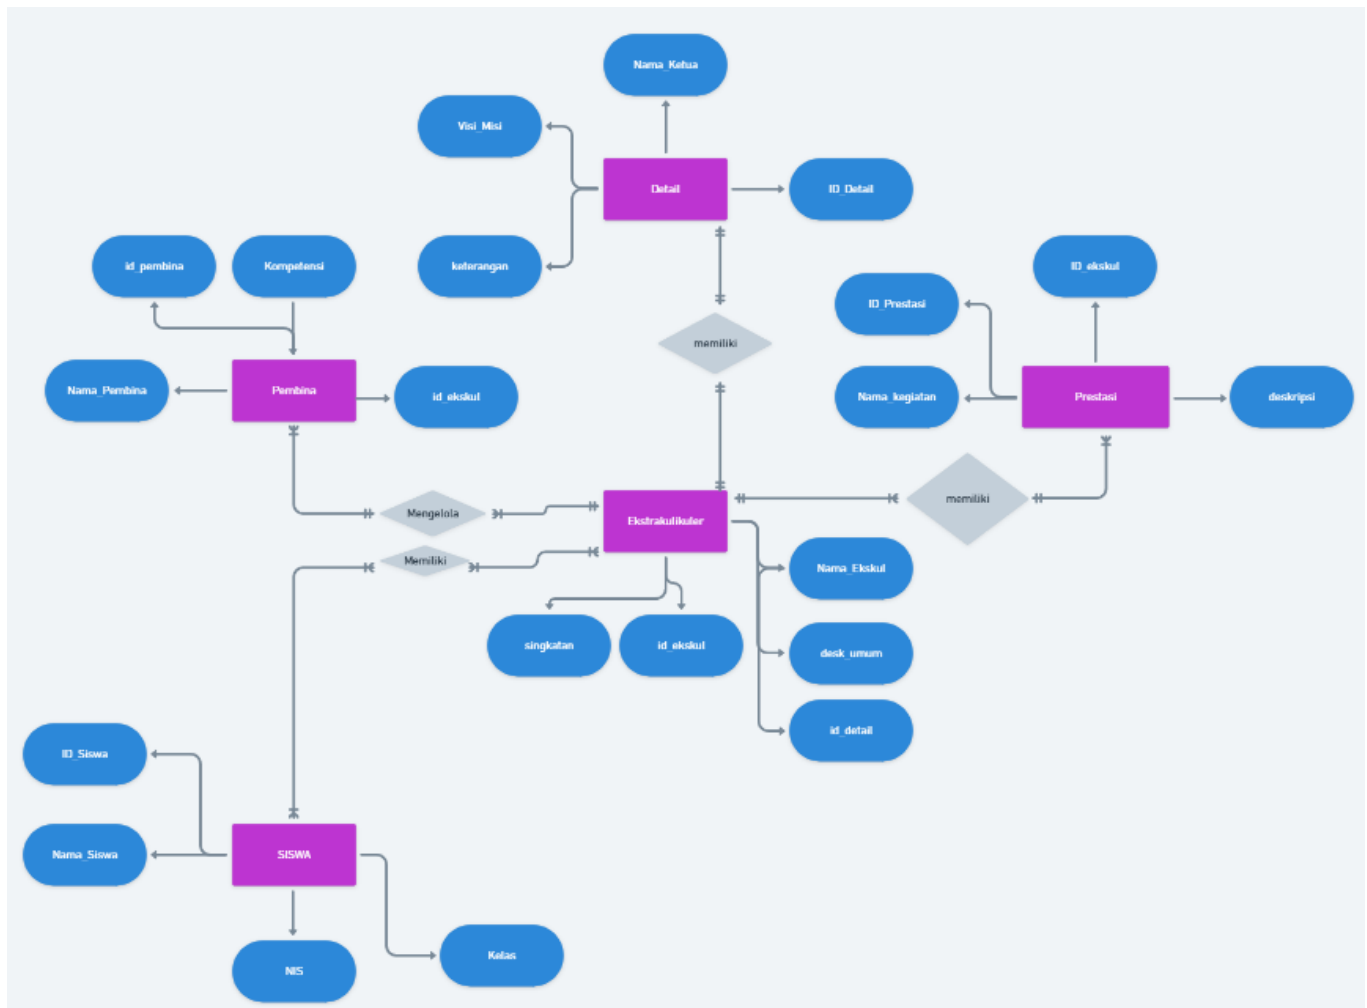 Nama_Ketua
Visi_Misi
Detail
ID_Detail
keterangan
id_pembina
Kompetensi
ID_ekskul
ID_Prestasi
memiliki
Nama_Pembina
Pembina
id_ekskul
Nama_kegiatan
Prestasi
deskripsi
memiliki
Mengelola
Ekstrakulikuler
Memiliki
Nama_Ekskul
singkatan
id_ekskul
desk_umum
id_detail
ID_Siswa
Nama_Siswa
SISWA
NIS
Kelas